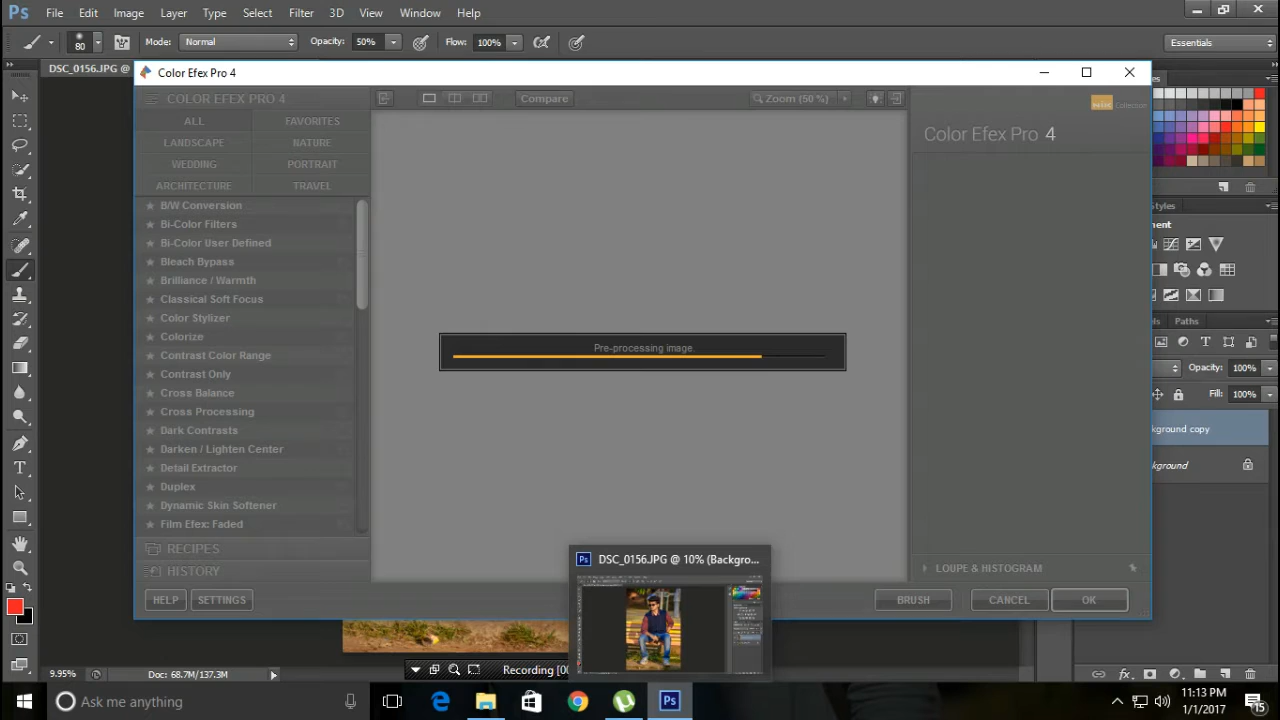 Ps File Edit Image Layer Type Select Filter 3D View Window Help
80 Mode: Normal Opacity: 50% Flow: 100% Essentials
DSC_0156.JPG @
Color Efex Pro 4
COLOR EFEX PRO 4 Compare Zoom (50 %)
Collection
ALL FAVORITES
LANDSCAPE NATURE
WEDDING PORTRAIT
ARCHITECTURE TRAVEL
Color Efex Pro 4
B/W Conversion
Bi-Color Filters
Bi-Color User Defined
Bleach Bypass
Brilliance / Warmth
Classical Soft Focus
Color Stylizer
Colorize
Contrast Color Range
Contrast Only
Cross Balance
Cross Processing
Dark Contrasts
Darken / Lighten Center
Detail Extractor
Duplex
Dynamic Skin Softener
Film Efex: Faded
RECIPES
HISTORY
Pre-processing image.
LOUPE & HISTOGRAM
HELP SETTINGS BRUSH CANCEL OK
Styles
ment
els Paths
Opacity: 100%
Fill: 100%
kground copy
kground
Ps DSC_0156.JPG @ 10% (Backgro...
9.95% Doc: 68.7M/137.3M
Recording [00
Ask me anything
Ps
11:13 PM
1/1/2017
15